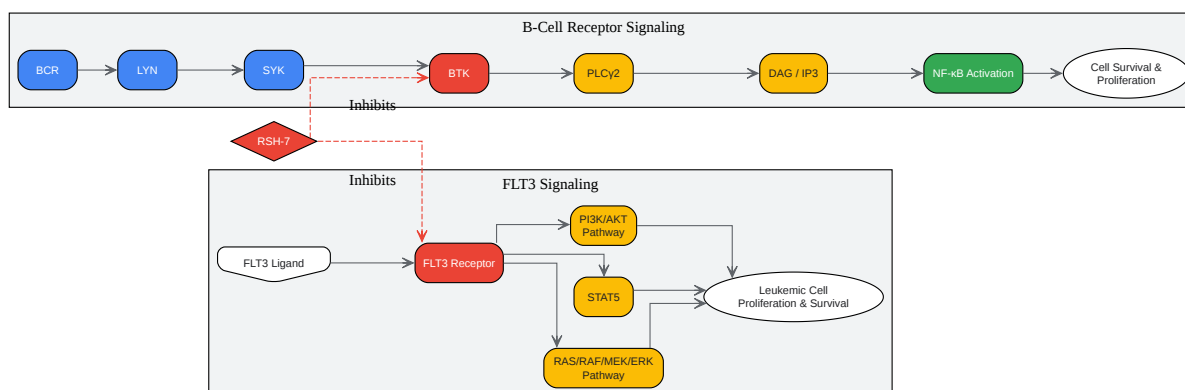 B-Cell Receptor Signaling
BCR
LYN
SYK
BTK
PLCγ2
DAG / IP3
NF-κB Activation
Cell Survival &
Proliferation
Inhibits
RSH-7
Inhibits
FLT3 Signaling
PI3K/AKT
Pathway
FLT3 Ligand
FLT3 Receptor
STAT5
Leukemic Cell
Proliferation & Survival
RAS/RAF/MEK/ERK
Pathway